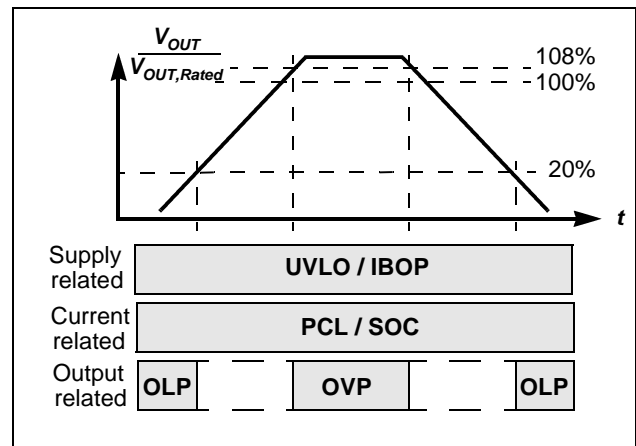 V_OUT
V_OUT,Rated
108%
100%
20%
t
Supply
related
UVLO / IBOP
Current
related
PCL / SOC
Output
related
OLP
OVP
OLP